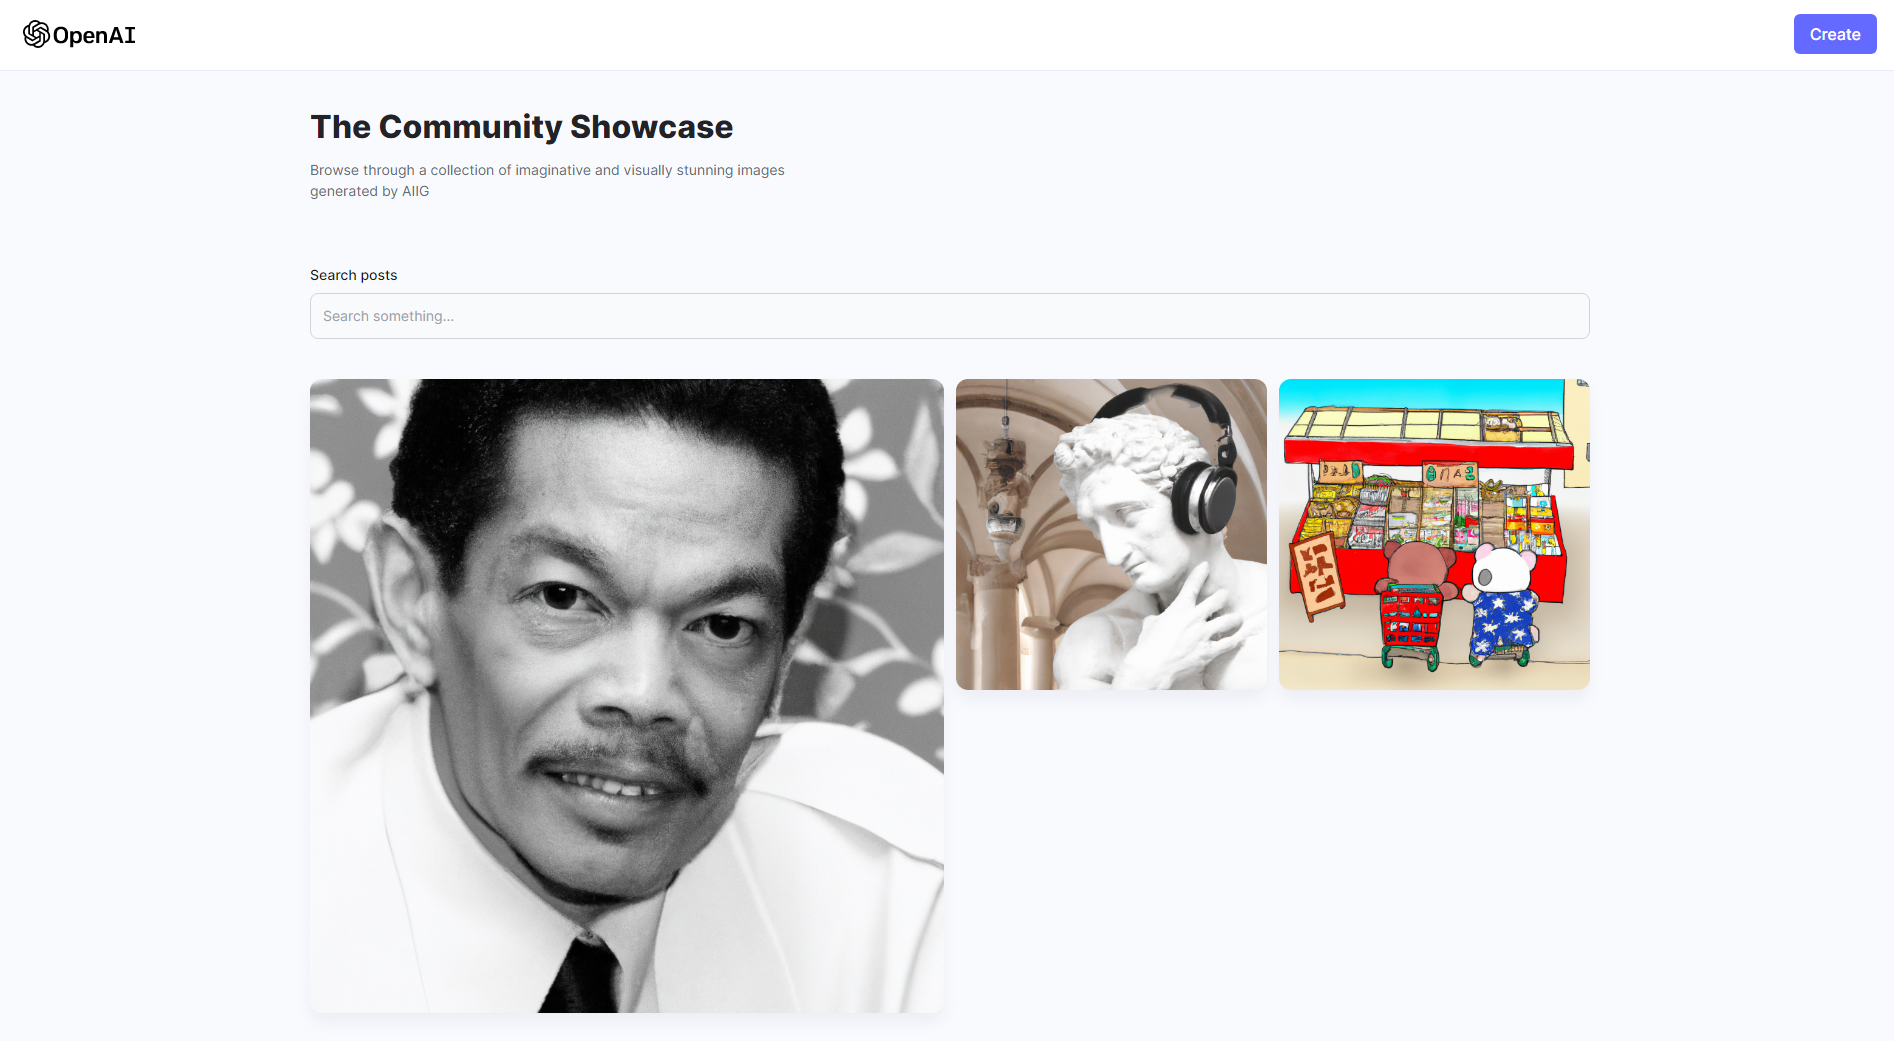 OpenAI
Create
The Community Showcase
Browse through a collection of imaginative and visually stunning images
generated by AIIG
Search posts
Search something...